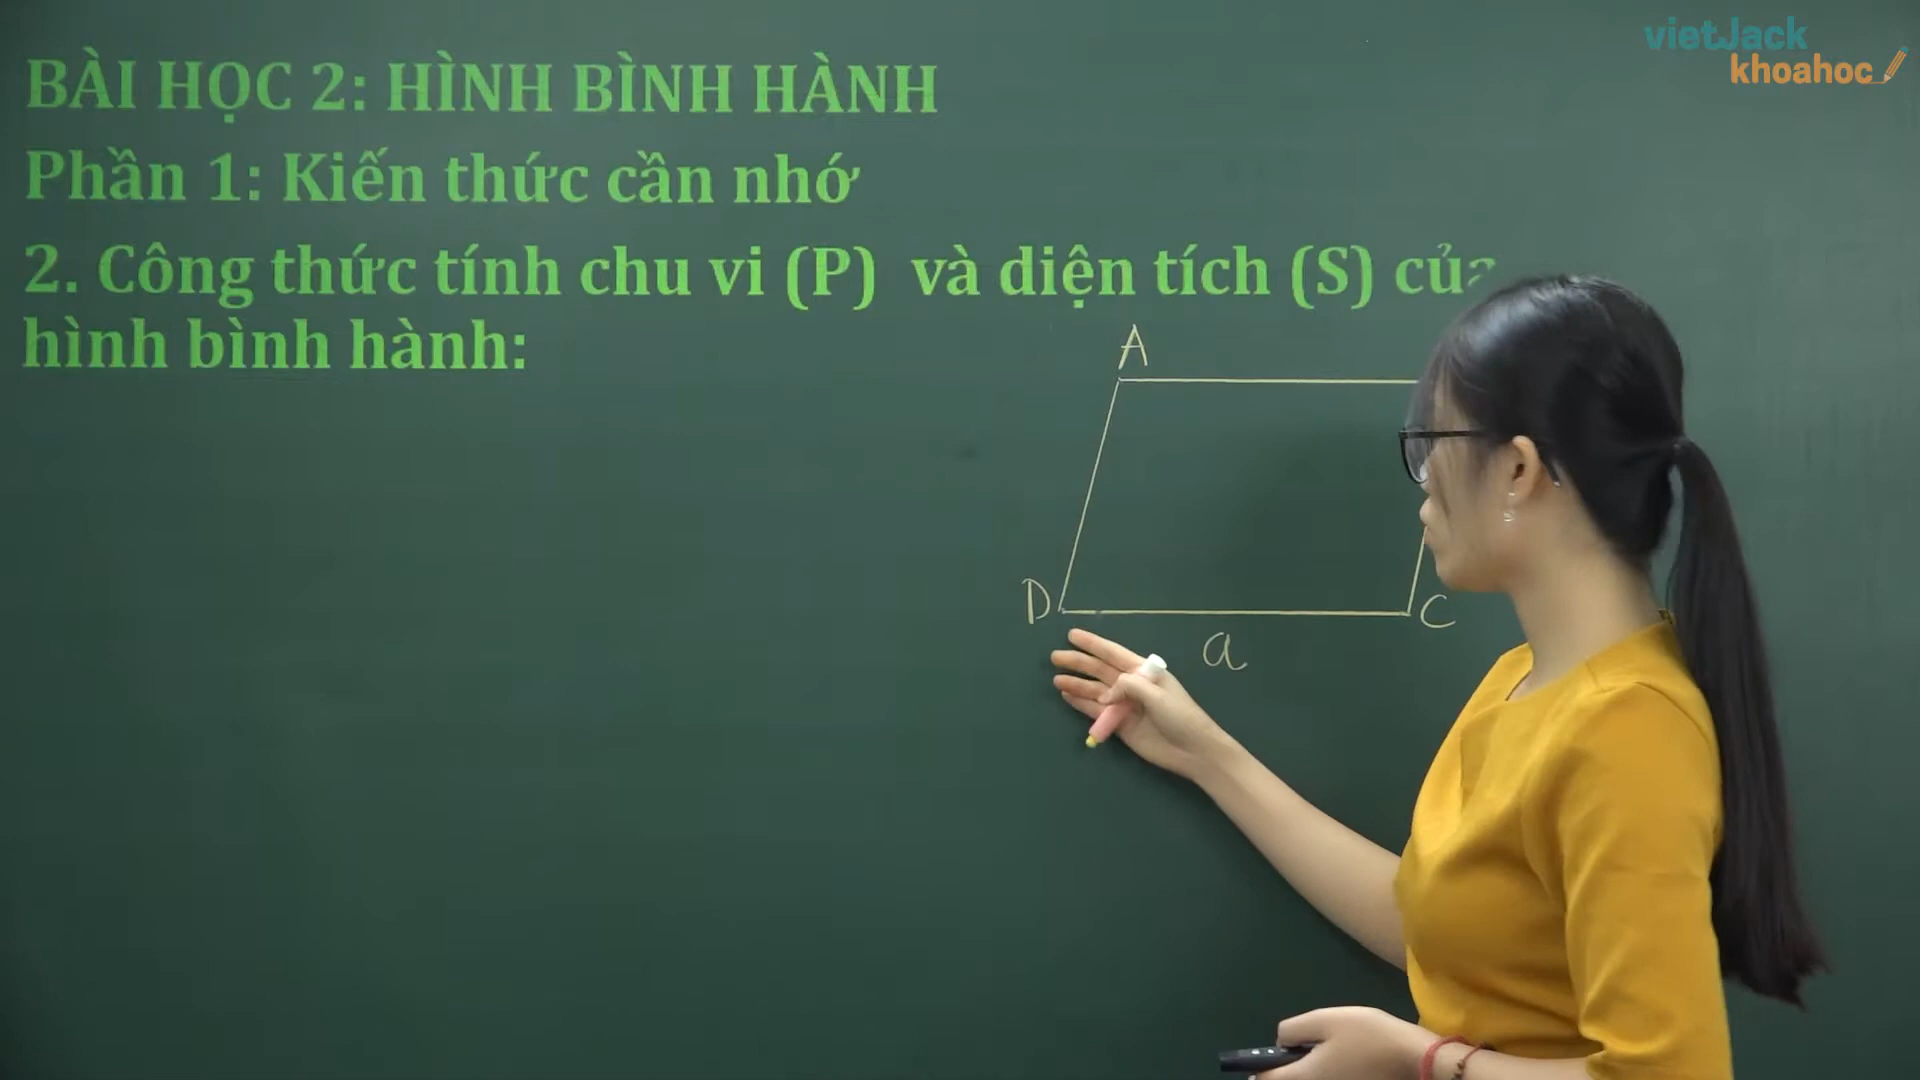 vietJack
khoahoc
BÀI HỌC 2: HÌNH BÌNH HÀNH
Phần 1: Kiến thức cần nhớ
2. Công thức tính chu vi (P) và diện tích (S) của
hình bình hành:
A
D
C
a